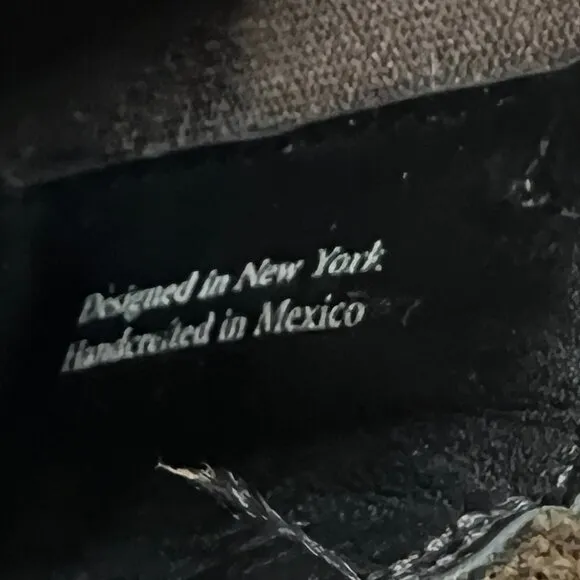 Designed in New York
Handcrafted in Mexico